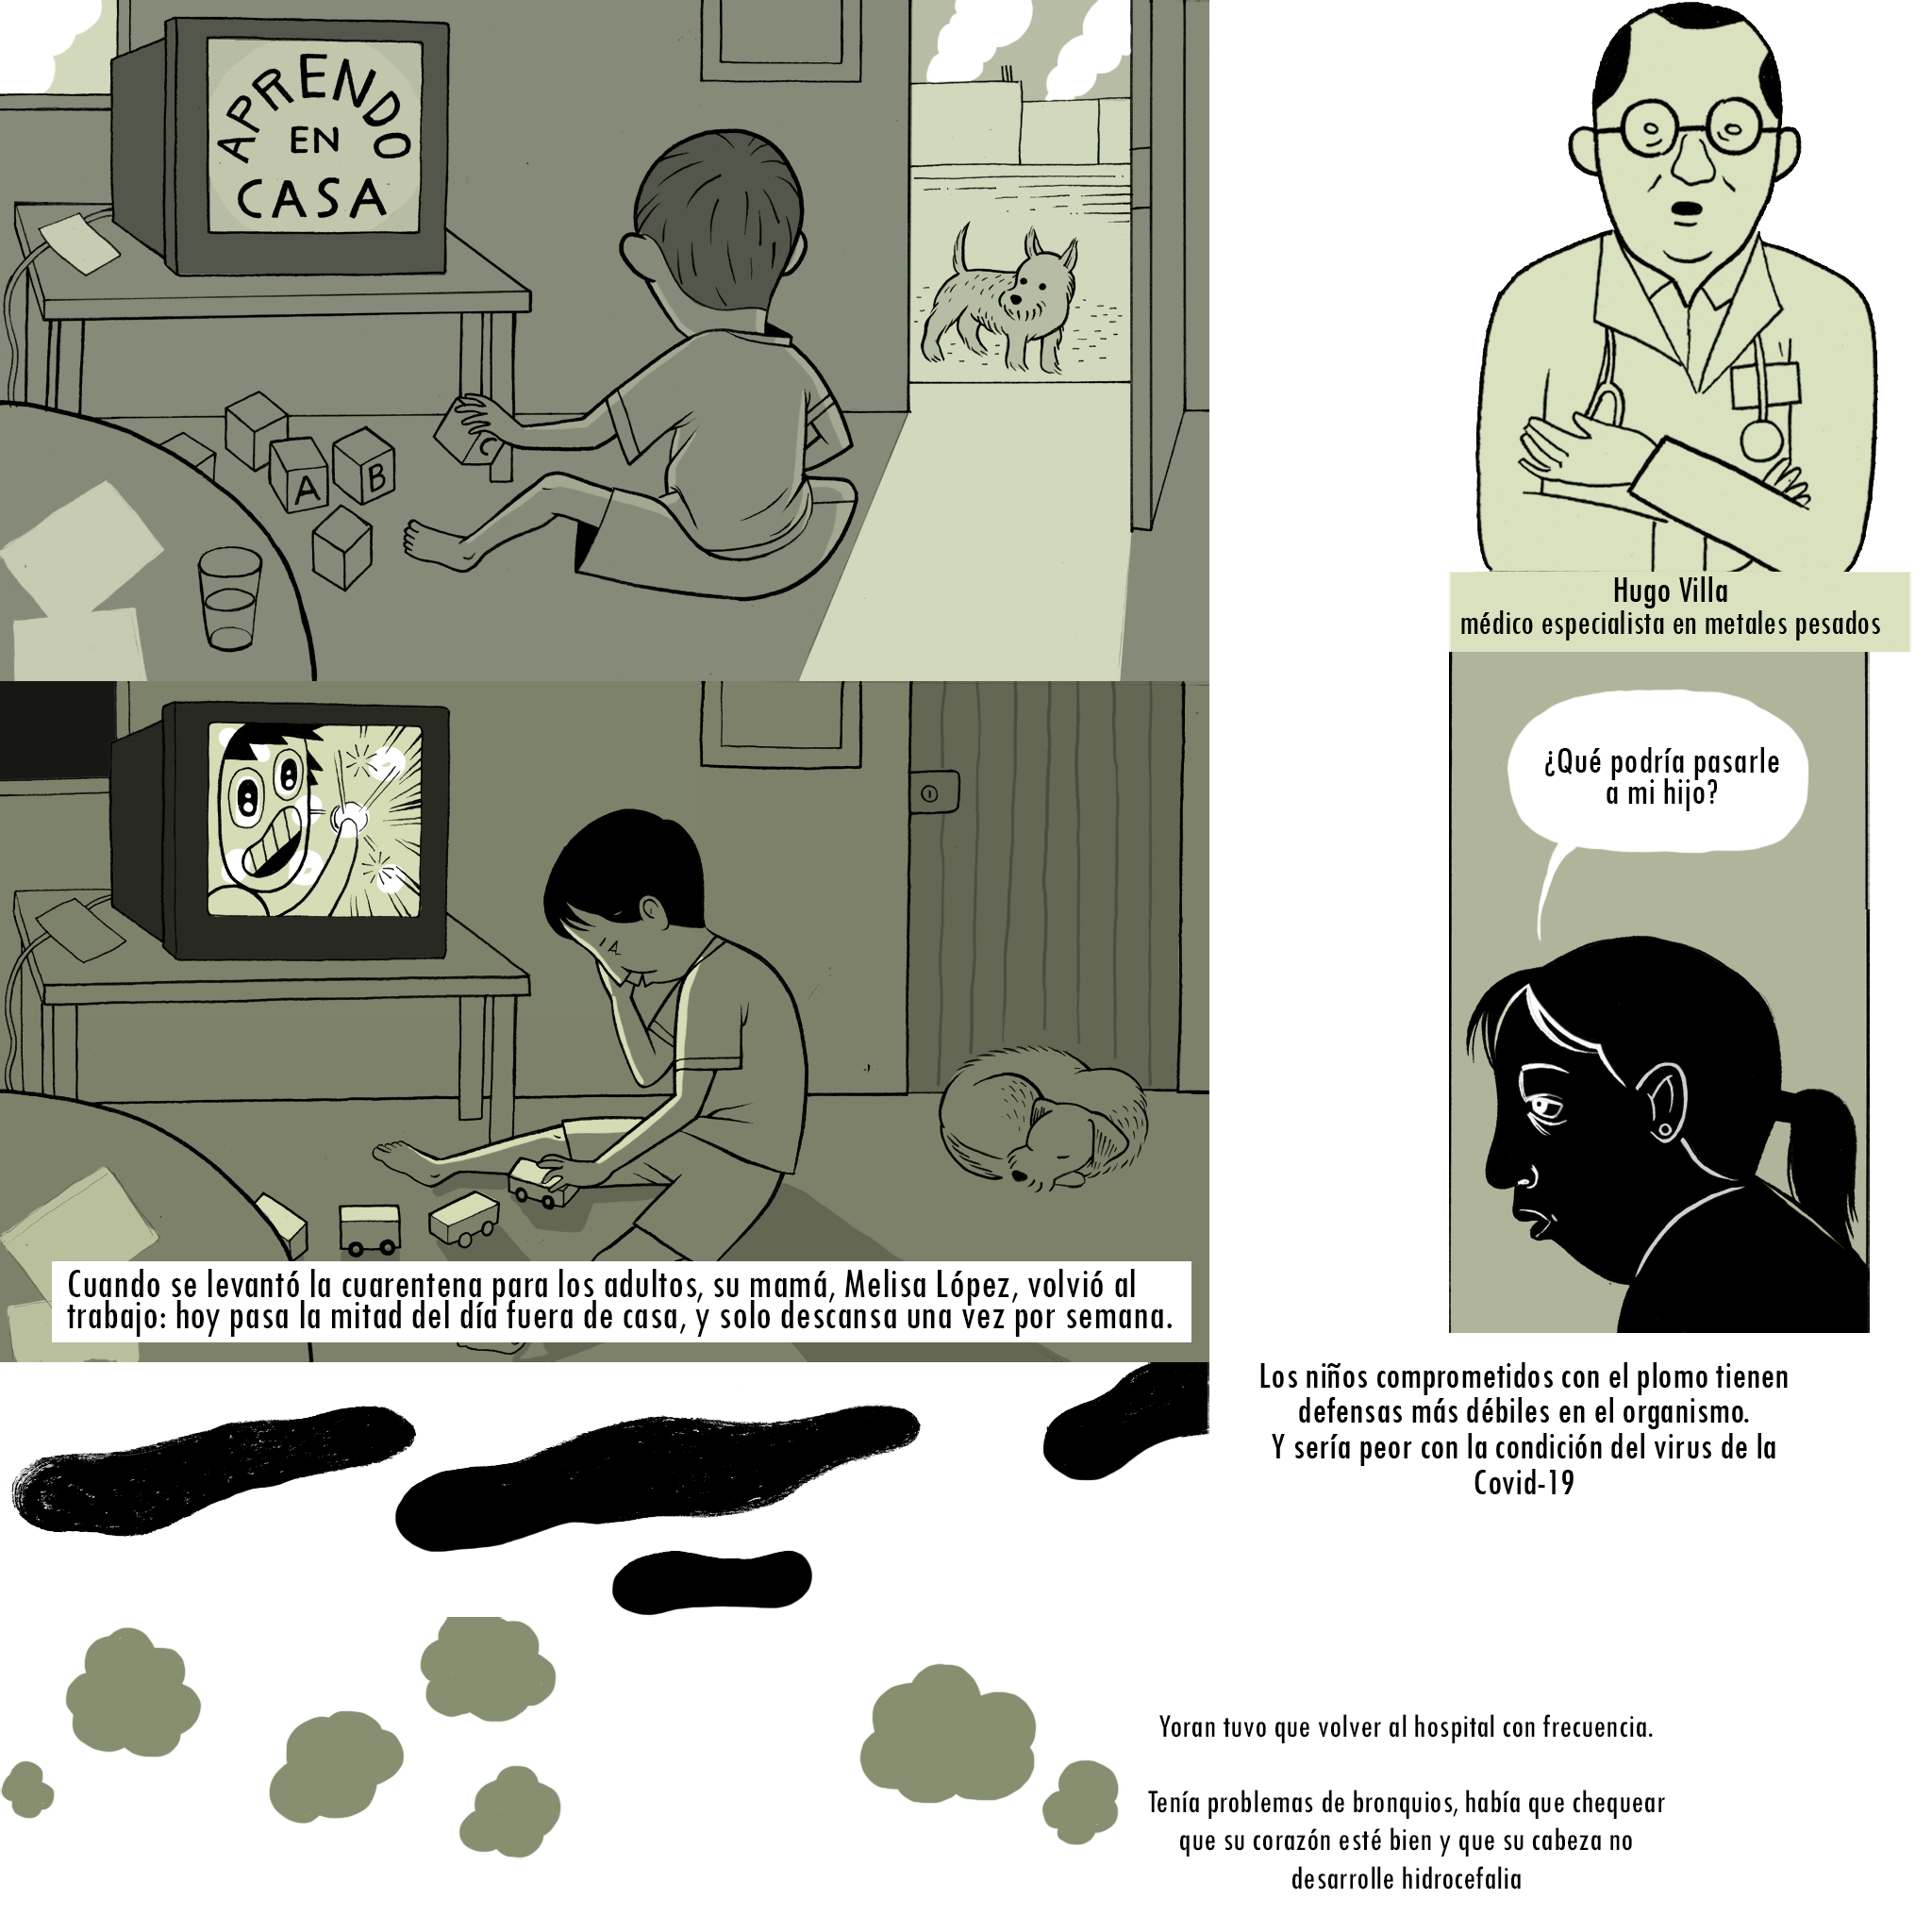 APRENDO
EN
CASA
A
B
C
Cuando se levantó la cuarentena para los adultos, su mamá, Melisa López, volvió al
trabajo: hoy pasa la mitad del día fuera de casa, y solo descansa una vez por semana.
Hugo Villa
médico especialista en metales pesados
¿Qué podría pasarle
a mi hijo?
Los niños comprometidos con el plomo tienen
defensas más débiles en el organismo.
Y sería peor con la condición del virus de la
Covid-19
Yoran tuvo que volver al hospital con frecuencia.
Tenía problemas de bronquios, había que chequear
que su corazón esté bien y que su cabeza no
desarrolle hidrocefalia